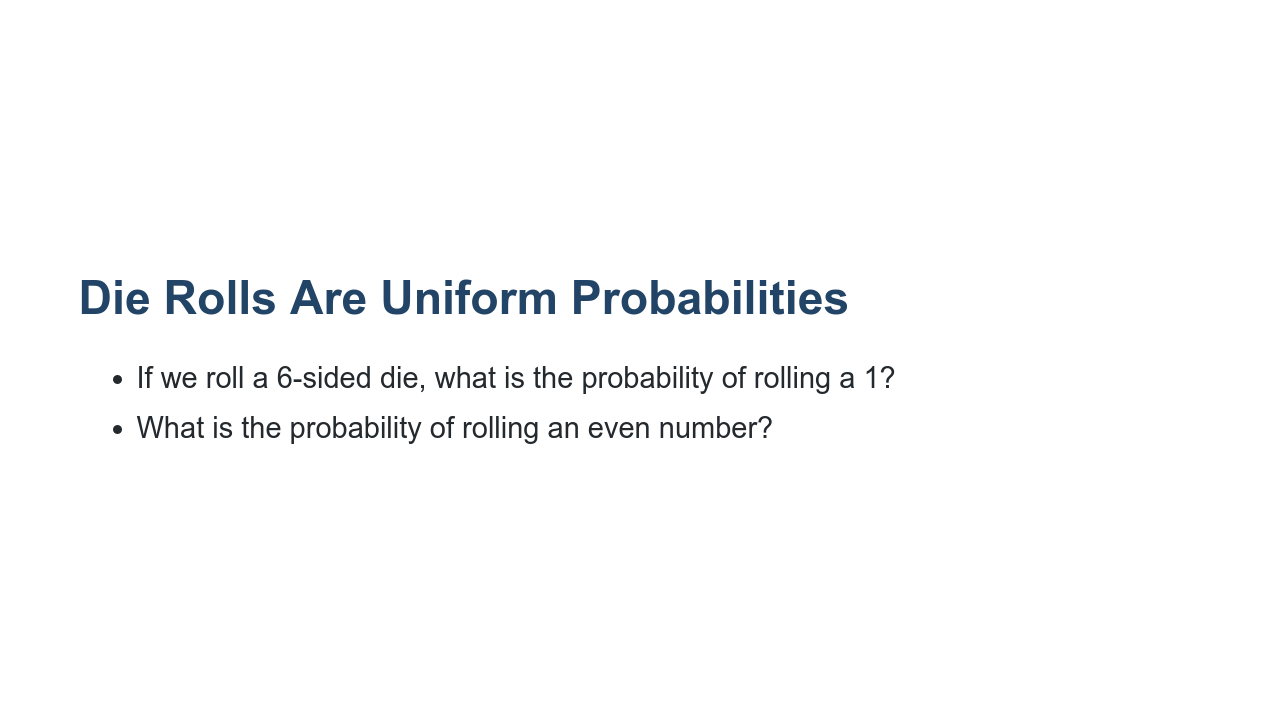 Die Rolls Are Uniform Probabilities
• If we roll a 6-sided die, what is the probability of rolling a 1?
• What is the probability of rolling an even number?